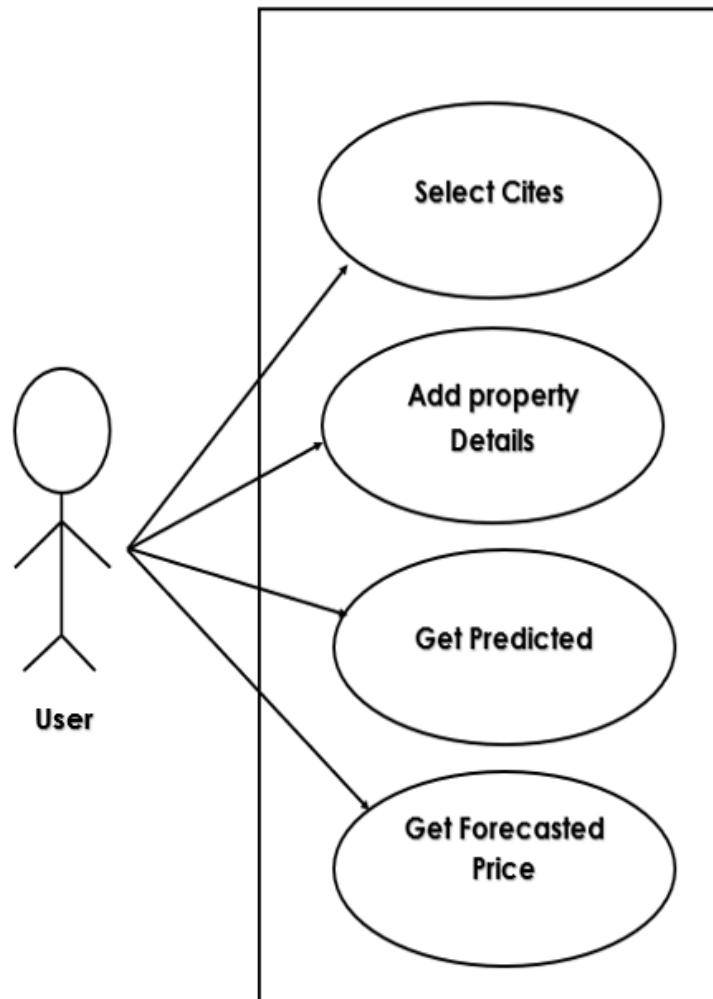 Select Cites
Add property
Details
Get Predicted
User
Get Forecasted
Price